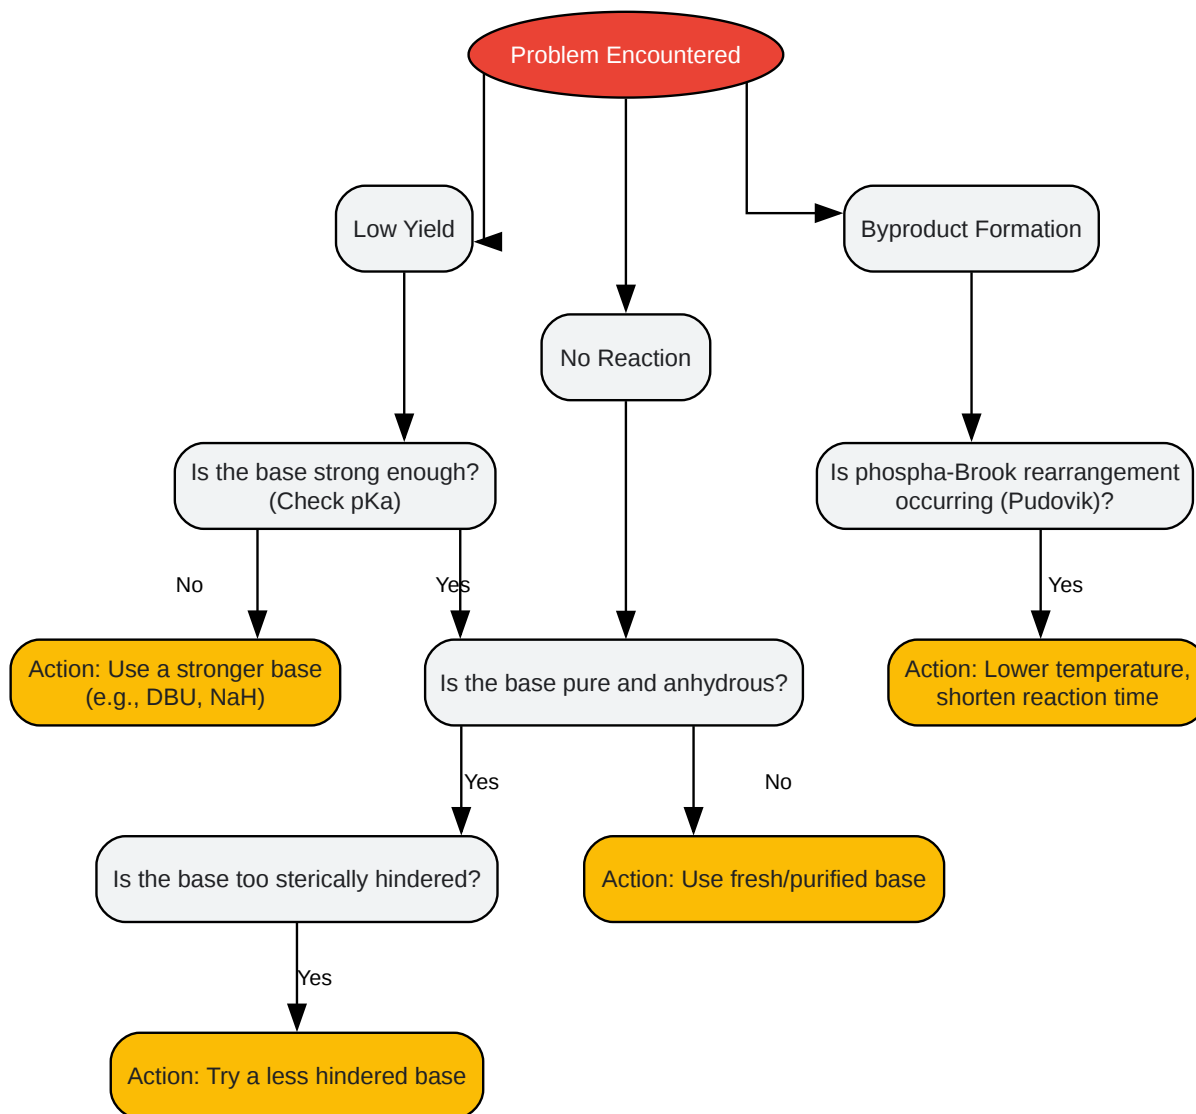 Problem Encountered
Low Yield
Byproduct Formation
No Reaction
Is the base strong enough?
(Check pKa)
Is phospha-Brook rearrangement
occurring (Pudovik)?
No
Yes
Yes
Action: Use a stronger base
(e.g., DBU, NaH)
Is the base pure and anhydrous?
Action: Lower temperature,
shorten reaction time
Yes
No
Is the base too sterically hindered?
Action: Use fresh/purified base
Yes
Action: Try a less hindered base